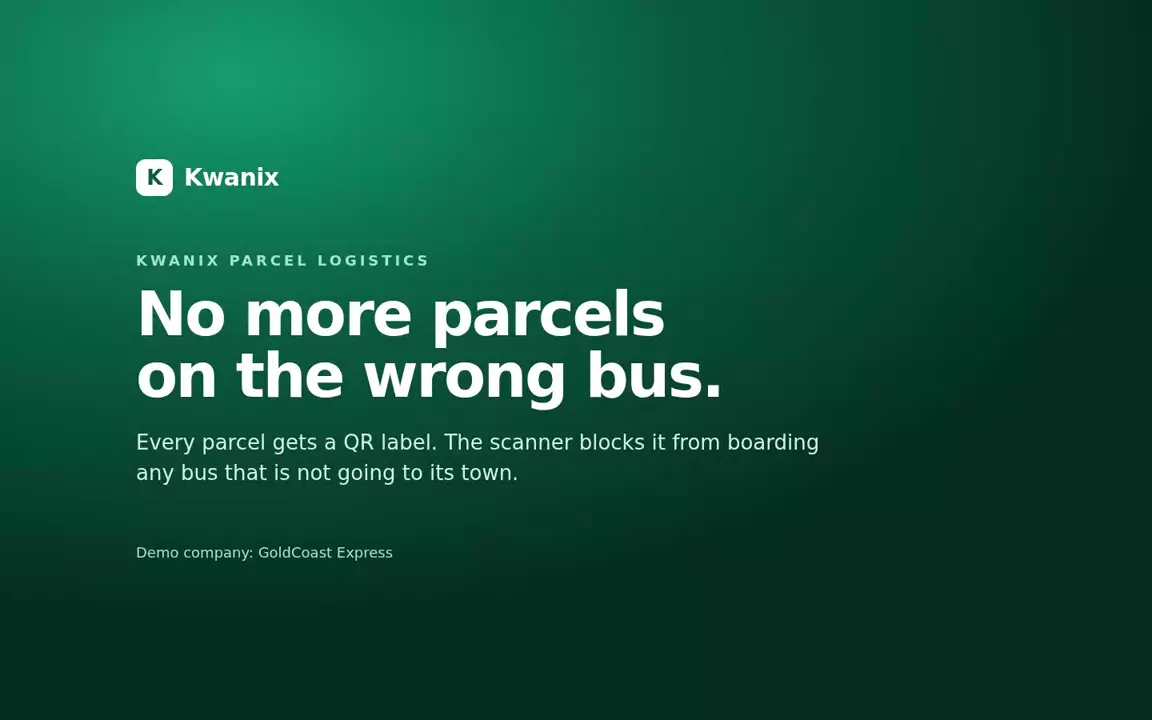 K Kwanix
KWANIX PARCEL LOGISTICS
No more parcels
on the wrong bus.
Every parcel gets a QR label. The scanner blocks it from boarding
any bus that is not going to its town.
Demo company: GoldCoast Express